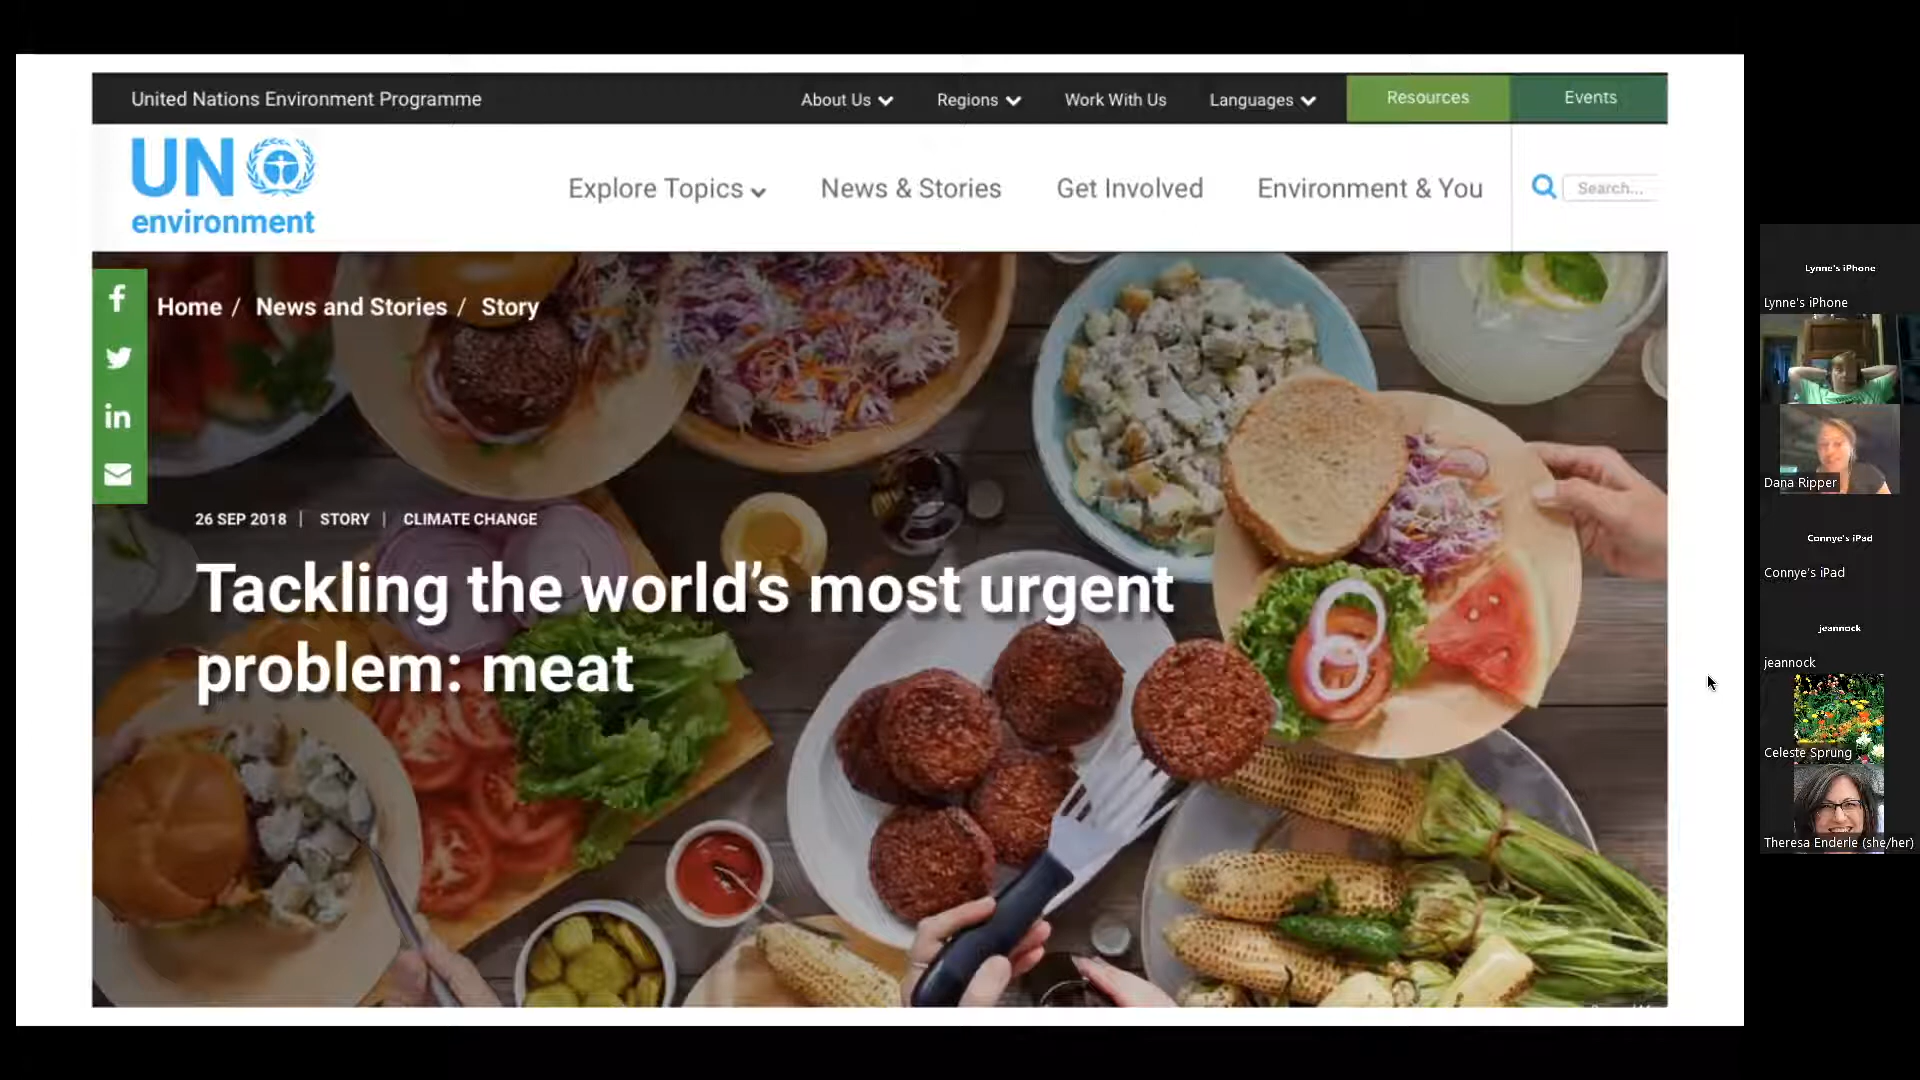 United Nations Environment Programme
About Us
Regions
Work With Us
Languages
Resources
Events
UN
environment
Explore Topics
News & Stories
Get Involved
Environment & You
Search...
Home / News and Stories / Story
26 SEP 2018 | STORY | CLIMATE CHANGE
Tackling the world’s most urgent
problem: meat
Lynne's iPhone
Lynne's iPhone
Dana Ripper
Connye's iPad
Connye's iPad
jeannock
jeannock
Celeste Sprung
Theresa Enderle (she/her)